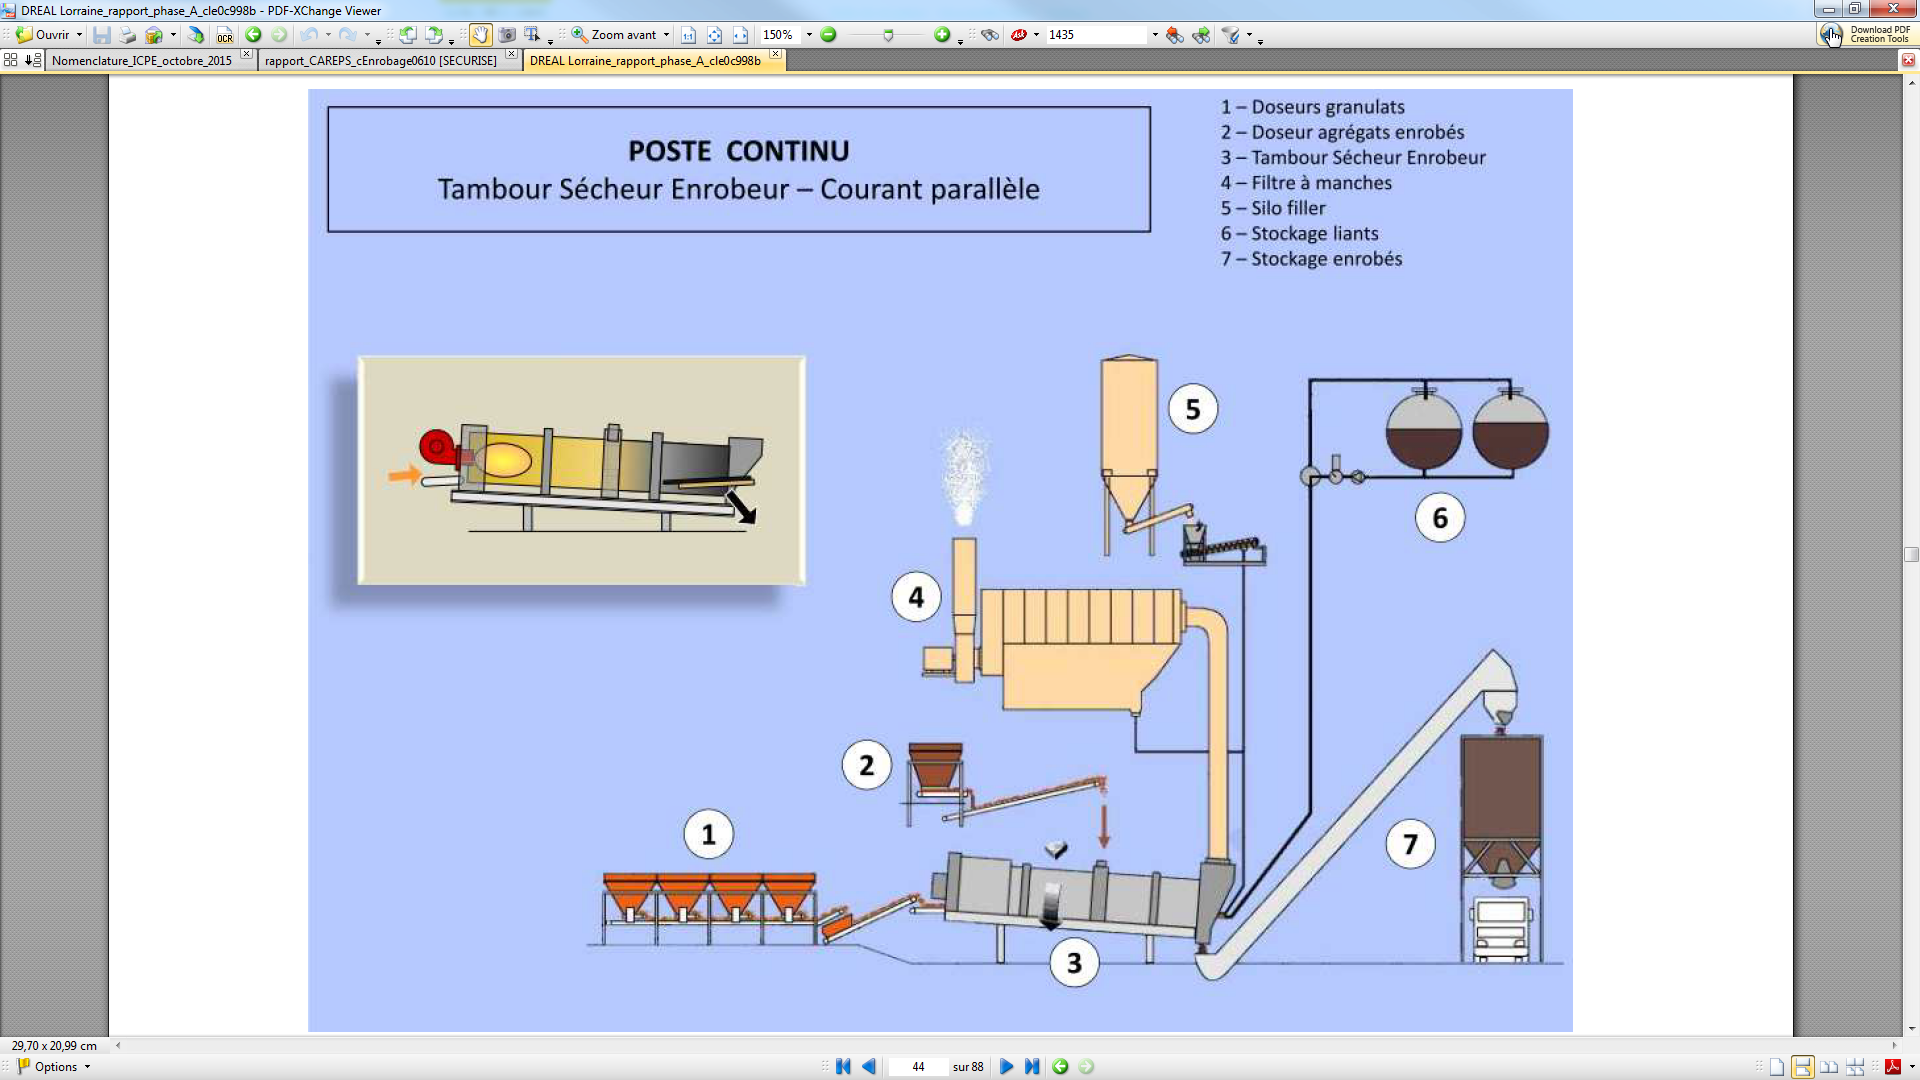 DREAL Lorraine_rapport_phase_A_cle0c998b - PDF-XChange Viewer
Ouvrir
OCR
Zoom avant
1:1
150%
1435
Download PDF
Creation Tools
Nomenclature_ICPE_octobre_2015
rapport_CAREPS_cEnrobage0610 [SECURISE]
DREAL Lorraine_rapport_phase_A_cle0c998b
POSTE CONTINU
Tambour Sécheur Enrobeur – Courant parallèle
1 – Doseurs granulats
2 – Doseur agrégats enrobés
3 – Tambour Sécheur Enrobeur
4 – Filtre à manches
5 – Silo filler
6 – Stockage liants
7 – Stockage enrobés
5
6
4
2
1
7
3
29,70 x 20,99 cm
Options
44
sur 88